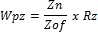 Wpz = Zn / Zof x Rz